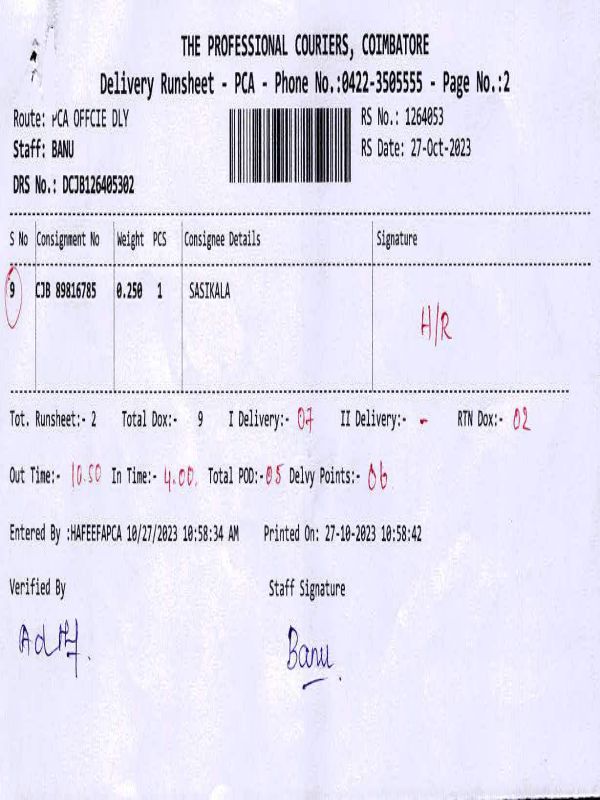 THE PROFESSIONAL COURIERS, COIMBATORE
Delivery Runsheet - PCA - Phone No.:0422-3505555 - Page No.:2
Route: PCA OFFCIE DLY RS No.: 1264053
Staff: BANU RS Date: 27-Oct-2023
DRS No.: DCJB126405302
S No Consignment No Weight PCS Consignee Details Signature
9 CJB 89816785 0.250 1 SASIKALA H/R
Tot. Runsheet:- 2 Total Dox:- 9 I Delivery:- 07 II Delivery:- - RTN Dox:- 02
Out Time:- 10.50 In Time:- 4.00. Total POD:- 05 Delvy Points:- 06
Entered By :HAFEEFAPCA 10/27/2023 10:58:34 AM Printed On: 27-10-2023 10:58:42
Verified By Staff Signature
Banu.